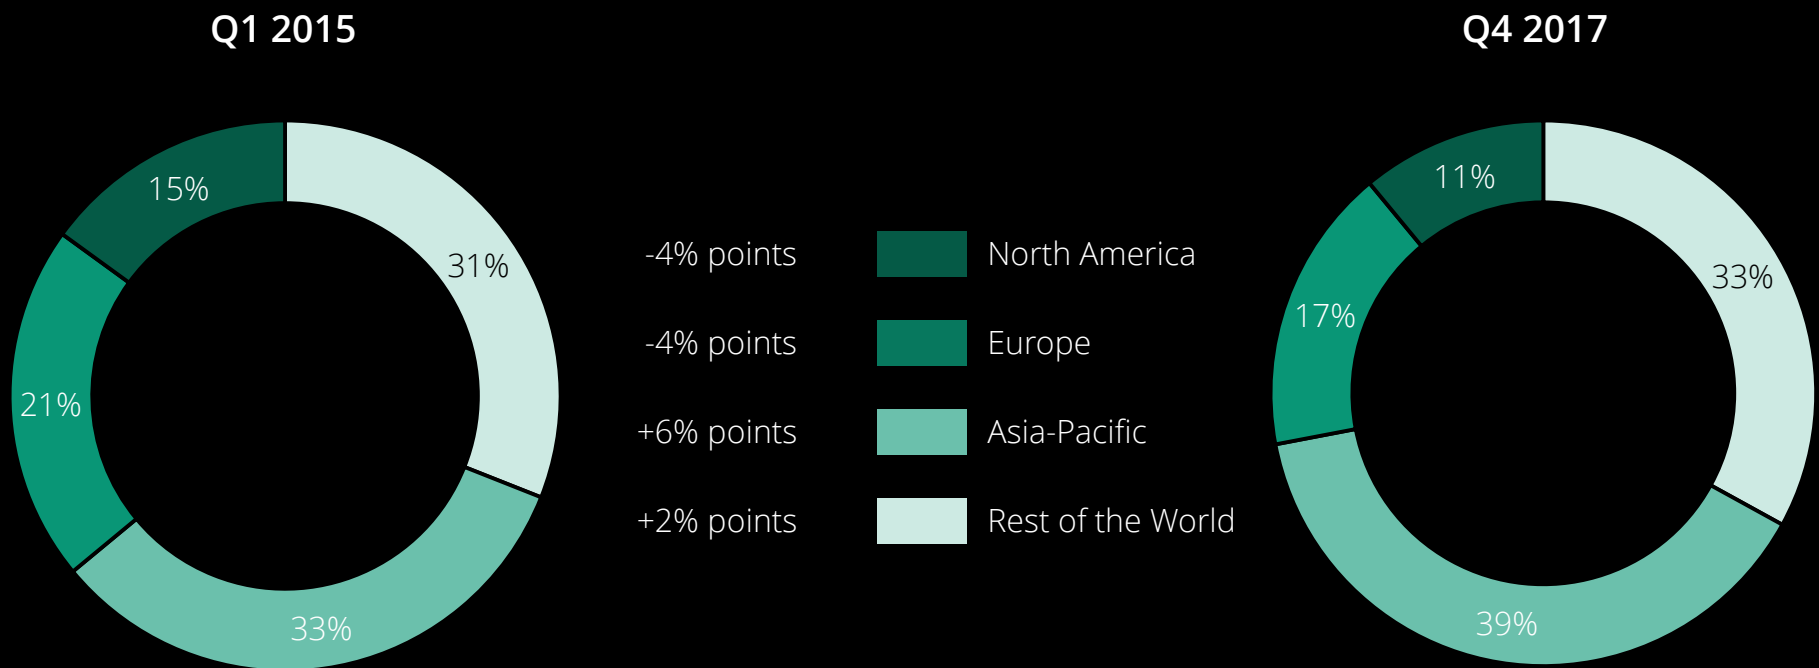 Q1 2015
Q4 2017
15%
31%
21%
33%
-4% points North America
-4% points Europe
+6% points Asia-Pacific
+2% points Rest of the World
11%
33%
17%
39%